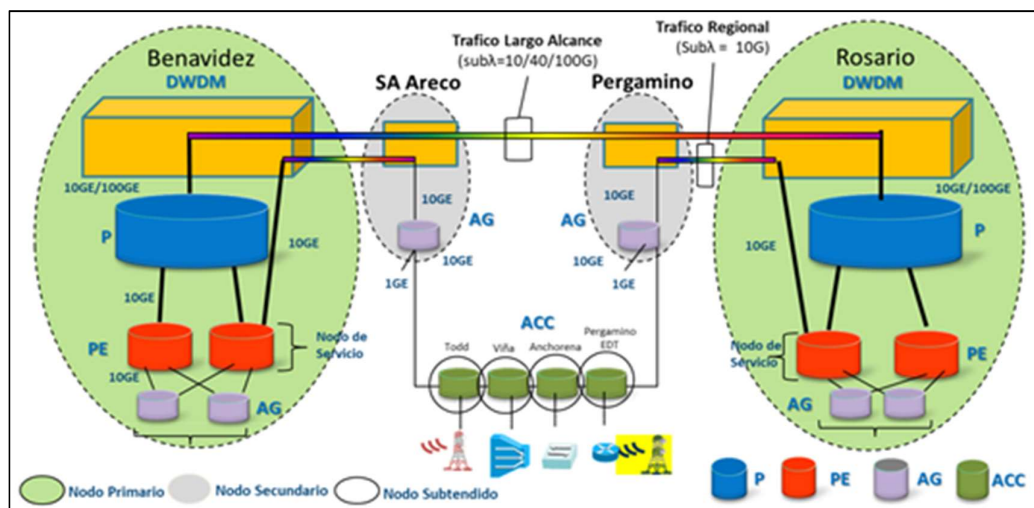 Benavidez
DWDM
SA Areco
Trafico Largo Alcance
(subλ=10/40/100G)
Pergamino
Trafico Regional
(Subλ = 10G)
Rosario
DWDM
10GE/100GE
P
10GE
10GE
PE
10GE
Nodo de
Servicio
AG
10GE
AG
10GE
1GE
10GE
AG
10GE
1GE
ACC
Todd
Viña
Anchorena
Pergamino
EDT
10GE/100GE
P
10GE
Nodo de
Servicio
PE
AG
Nodo Primario
Nodo Secundario
Nodo Subtendido
P
PE
AG
ACC